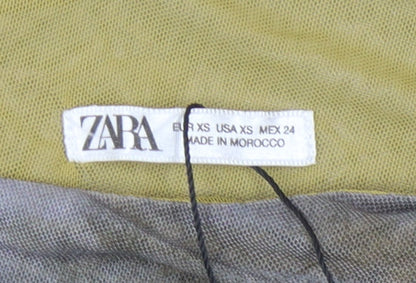 ZARA
EUR XS USA XS MEX 24
MADE IN MOROCCO